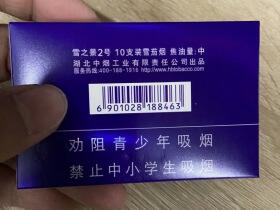 雪之景2号 10支装雪茄烟 焦油量:中
湖北中烟工业有限责任公司出品
服务热线:400-188-1916 http://www.hbtobacco.com
6 901028 188463
劝阻青少年吸烟
禁止中小学生吸烟